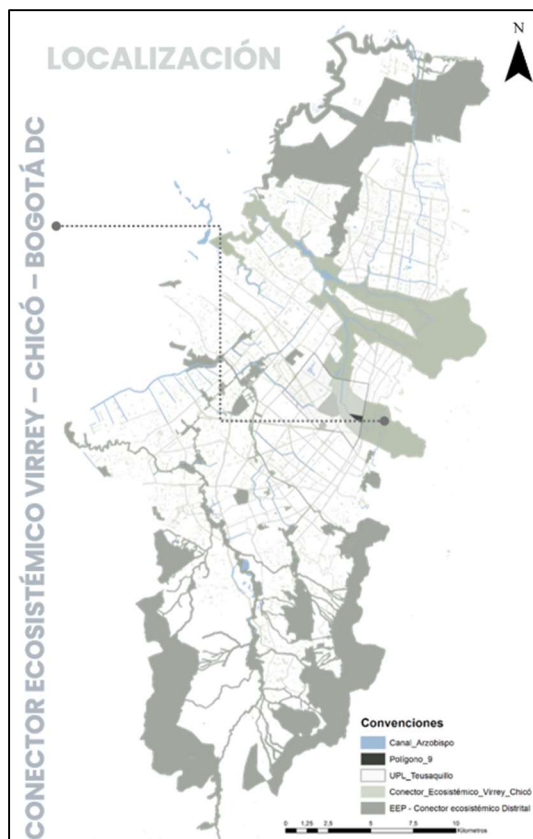 LOCALIZACIÓN
N
CONECTOR ECOSISTÉMICO VIRREY – CHICÓ – BOGOTÁ DC
Convenciones
Canal_Arzobispo
Polígono_9
UPL_Teusaquillo
Conector_Ecosistémico_Virrey_Chicó
EEP - Conector ecosistémico Distrital
0 1,25 2,5 5 7,5 10
Kilometros